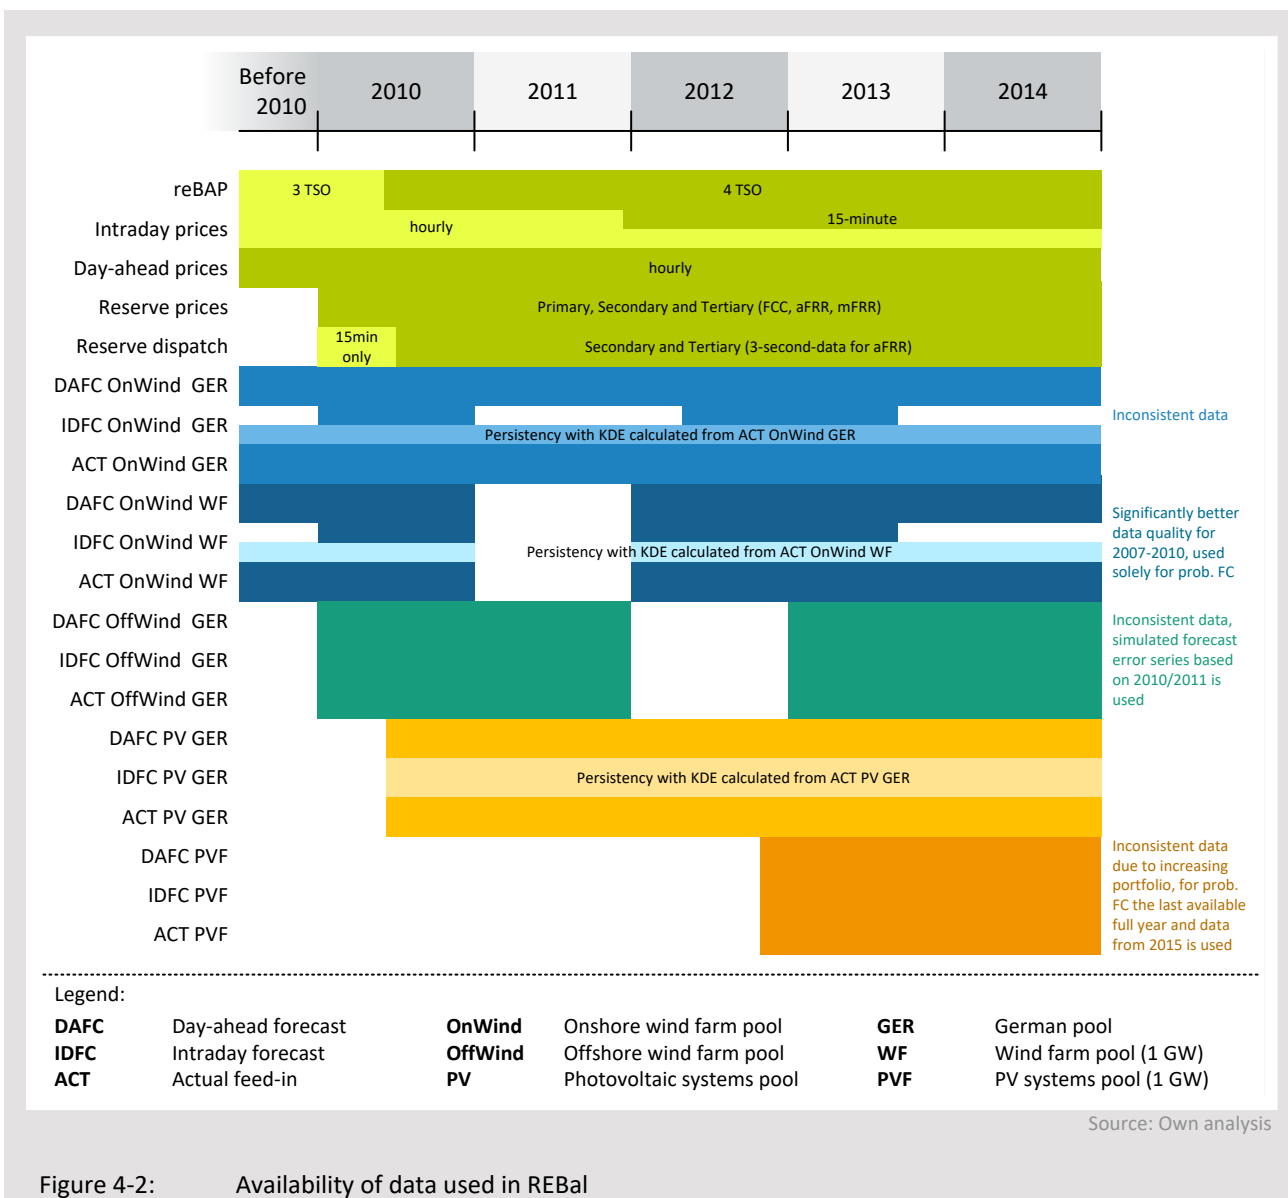 Before
2010
2010
2011
2012
2013
2014
reBAP
3 TSO
4 TSO
Intraday prices
hourly
15-minute
Day-ahead prices
hourly
Reserve prices
Primary, Secondary and Tertiary (FCC, aFRR, mFRR)
Reserve dispatch
15min
only
Secondary and Tertiary (3-second-data for aFRR)
DAFC OnWind GER
IDFC OnWind GER
Inconsistent data
Persistency with KDE calculated from ACT OnWind GER
ACT OnWind GER
DAFC OnWind WF
IDFC OnWind WF
Persistency with KDE calculated from ACT OnWind WF
ACT OnWind WF
Significantly better
data quality for
2007-2010, used
solely for prob. FC
DAFC OffWind GER
IDFC OffWind GER
ACT OffWind GER
Inconsistent data,
simulated forecast
error series based
on 2010/2011 is
used
DAFC PV GER
IDFC PV GER
Persistency with KDE calculated from ACT PV GER
ACT PV GER
DAFC PVF
IDFC PVF
ACT PVF
Inconsistent data
due to increasing
portfolio, for prob.
FC the last available
full year and data
from 2015 is used
Legend:
DAFC Day-ahead forecast OnWind Onshore wind farm pool GER German pool
IDFC Intraday forecast OffWind Offshore wind farm pool WF Wind farm pool (1 GW)
ACT Actual feed-in PV Photovoltaic systems pool PVF PV systems pool (1 GW)
Source: Own analysis
Figure 4-2: Availability of data used in REBal